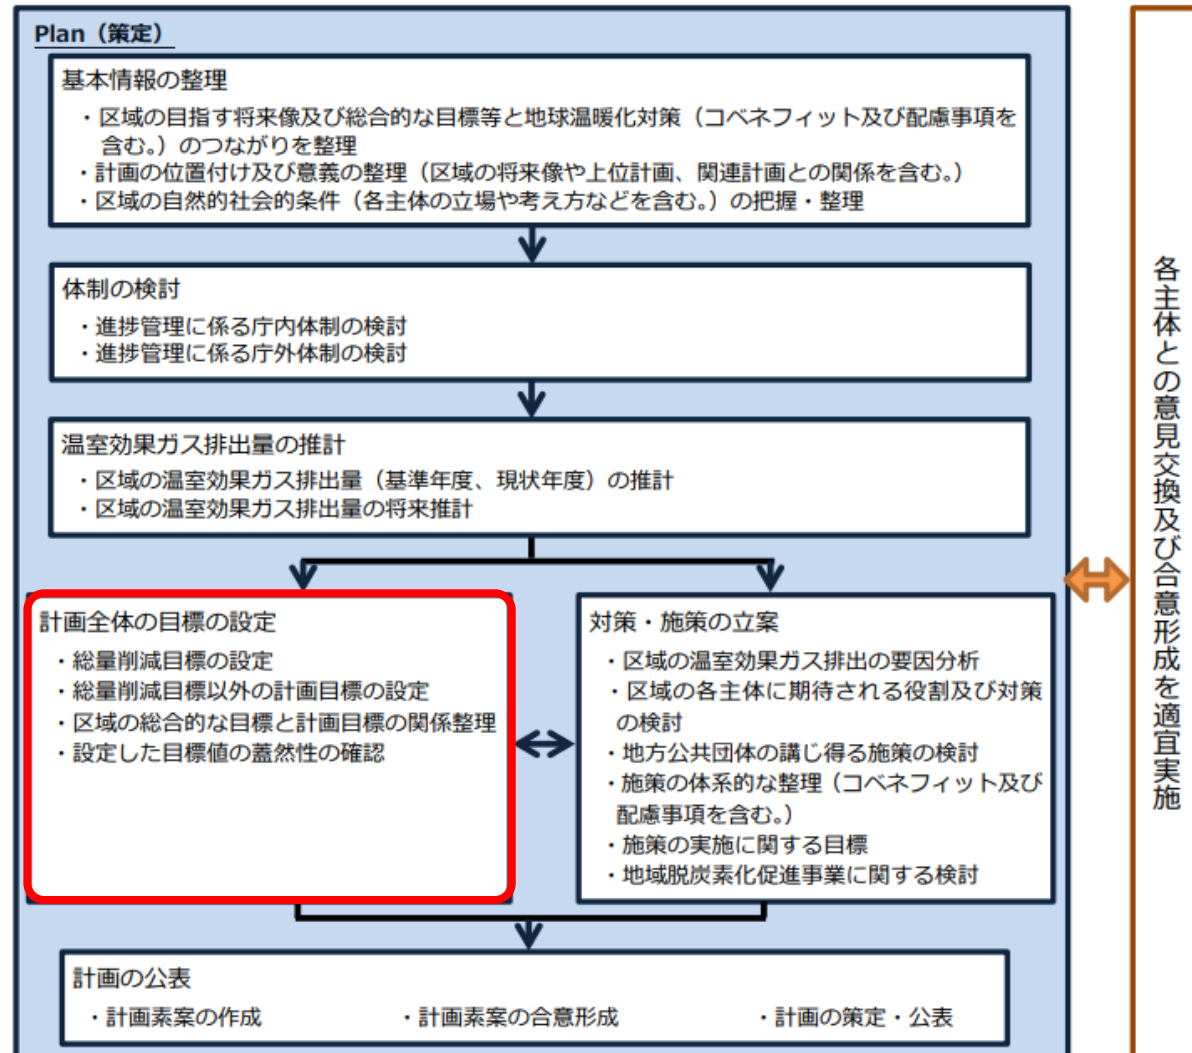 Plan（策定）
基本情報の整理
・区域の目指す将来像及び総合的な目標等と地球温暖化対策（コベネフィット及び配慮事項を
含む。）のつながりを整理
・計画の位置付け及び意義の整理（区域の将来像や上位計画、関連計画との関係を含む。）
・区域の自然的社会的条件（各主体の立場や考え方などを含む。）の把握・整理
体制の検討
・進捗管理に係る庁内体制の検討
・進捗管理に係る庁外体制の検討
温室効果ガス排出量の推計
・区域の温室効果ガス排出量（基準年度、現状年度）の推計
・区域の温室効果ガス排出量の将来推計
計画全体の目標の設定
・総量削減目標の設定
・総量削減目標以外の計画目標の設定
・区域の総合的な目標と計画目標の関係整理
・設定した目標値の蓋然性の確認
対策・施策の立案
・区域の温室効果ガス排出の要因分析
・区域の各主体に期待される役割及び対策
の検討
・地方公共団体の講じ得る施策の検討
・施策の体系的な整理（コベネフィット及び
配慮事項を含む。）
・施策の実施に関する目標
・地域脱炭素化促進事業に関する検討
計画の公表
・計画素案の作成 ・計画素案の合意形成 ・計画の策定・公表
各主体との意見交換及び合意形成を適宜実施